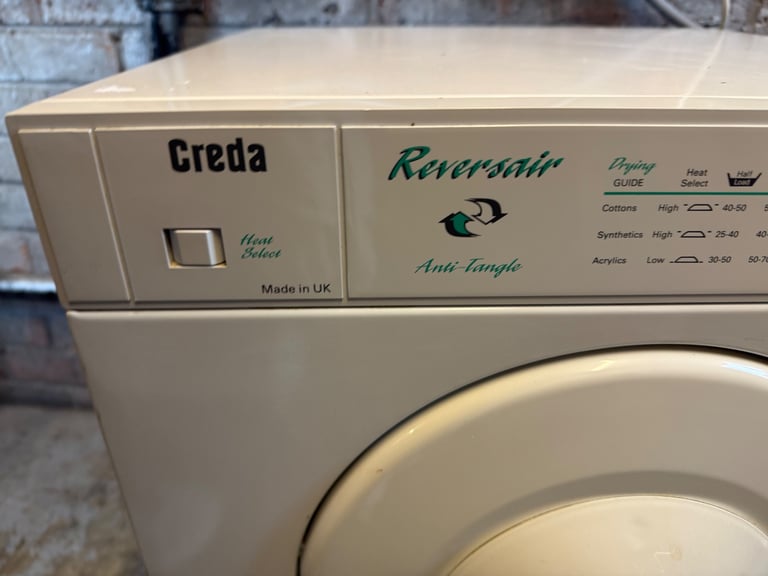 Creda
Heat
Select
Made in UK
Reversair
Anti-Tangle
Drying
GUIDE
Heat
Select
Half
Load
Cottons High 40-50
Synthetics High 25-40
Acrylics Low 30-50